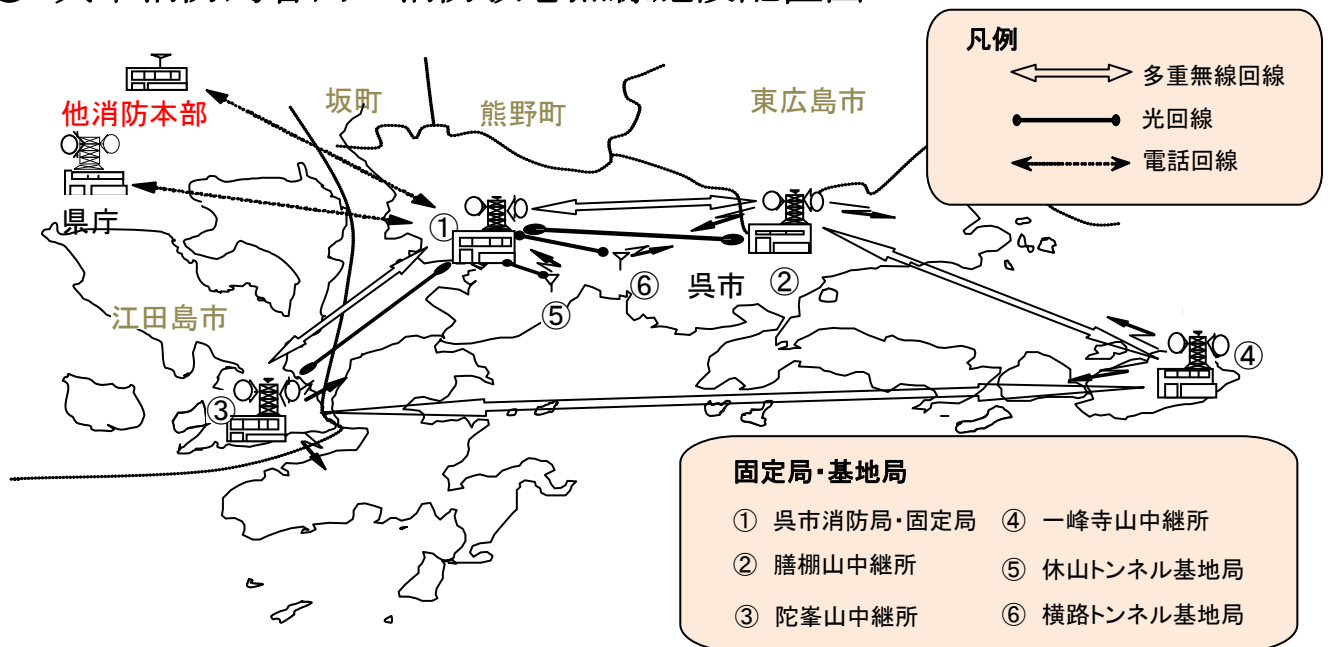 凡例
多重無線回線
光回線
電話回線
坂町
熊野町
東広島市
他消防本部
県庁
①
⑥
呉市
②
⑤
江田島市
④
③
固定局・基地局
① 呉市消防局・固定局
④ 一峰寺山中継所
② 膳棚山中継所
⑤ 休山トンネル基地局
③ 陀峯山中継所
⑥ 横路トンネル基地局